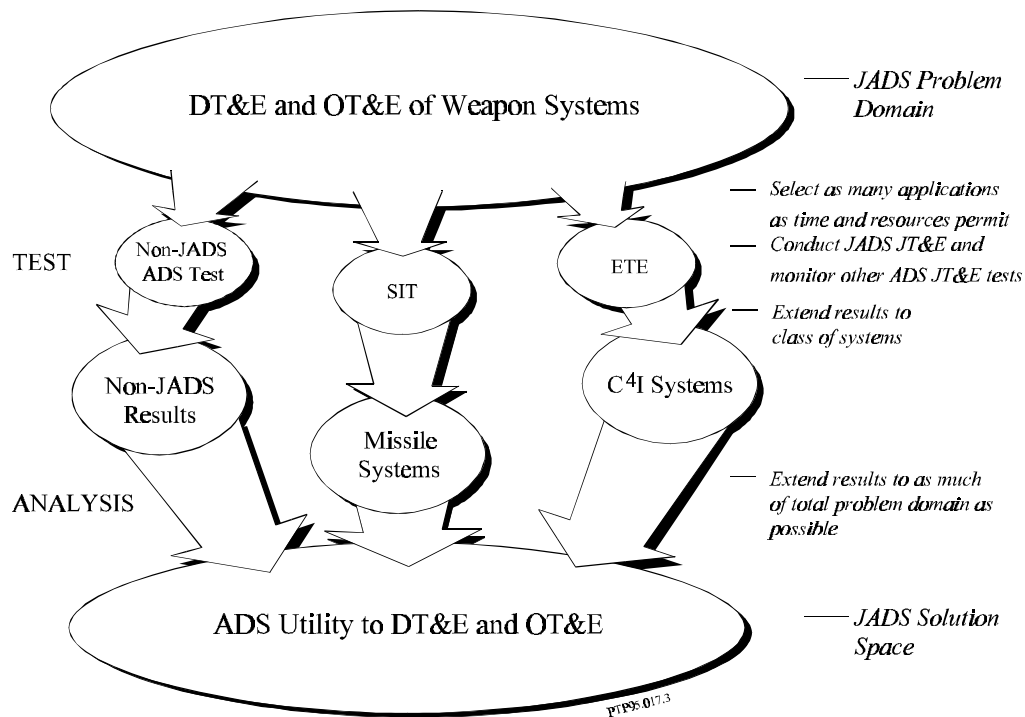 DT&E and OT&E of Weapon Systems
JADS Problem
Domain
Select as many applications
as time and resources permit
Conduct JADS JT&E and
monitor other ADS JT&E tests
Extend results to
class of systems
TEST
Non-JADS
ADS Test
SIT
ETE
Non-JADS
Results
Missile
Systems
C⁴I Systems
ANALYSIS
Extend results to as much
of total problem domain as
possible
ADS Utility to DT&E and OT&E
JADS Solution
Space